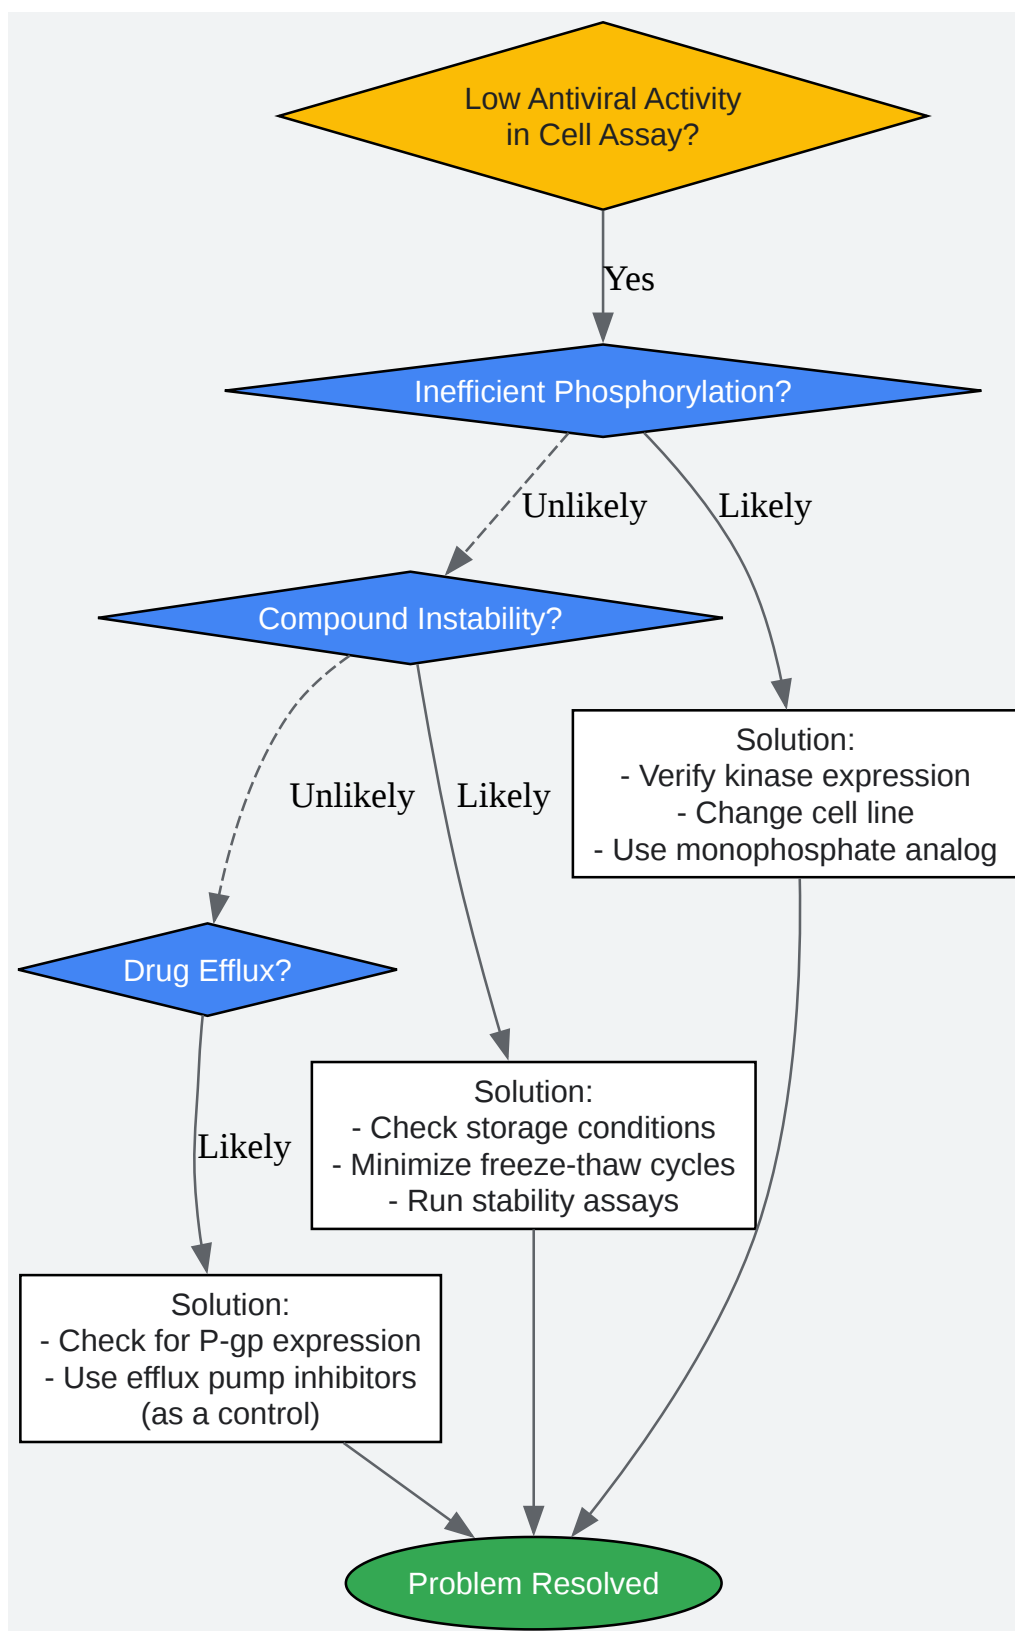 Low Antiviral Activity
in Cell Assay?
Yes
Inefficient Phosphorylation?
Unlikely
Likely
Compound Instability?
Solution:
- Verify kinase expression
- Change cell line
- Use monophosphate analog
Unlikely
Likely
Drug Efflux?
Solution:
- Check storage conditions
- Minimize freeze-thaw cycles
- Run stability assays
Likely
Solution:
- Check for P-gp expression
- Use efflux pump inhibitors
(as a control)
Problem Resolved